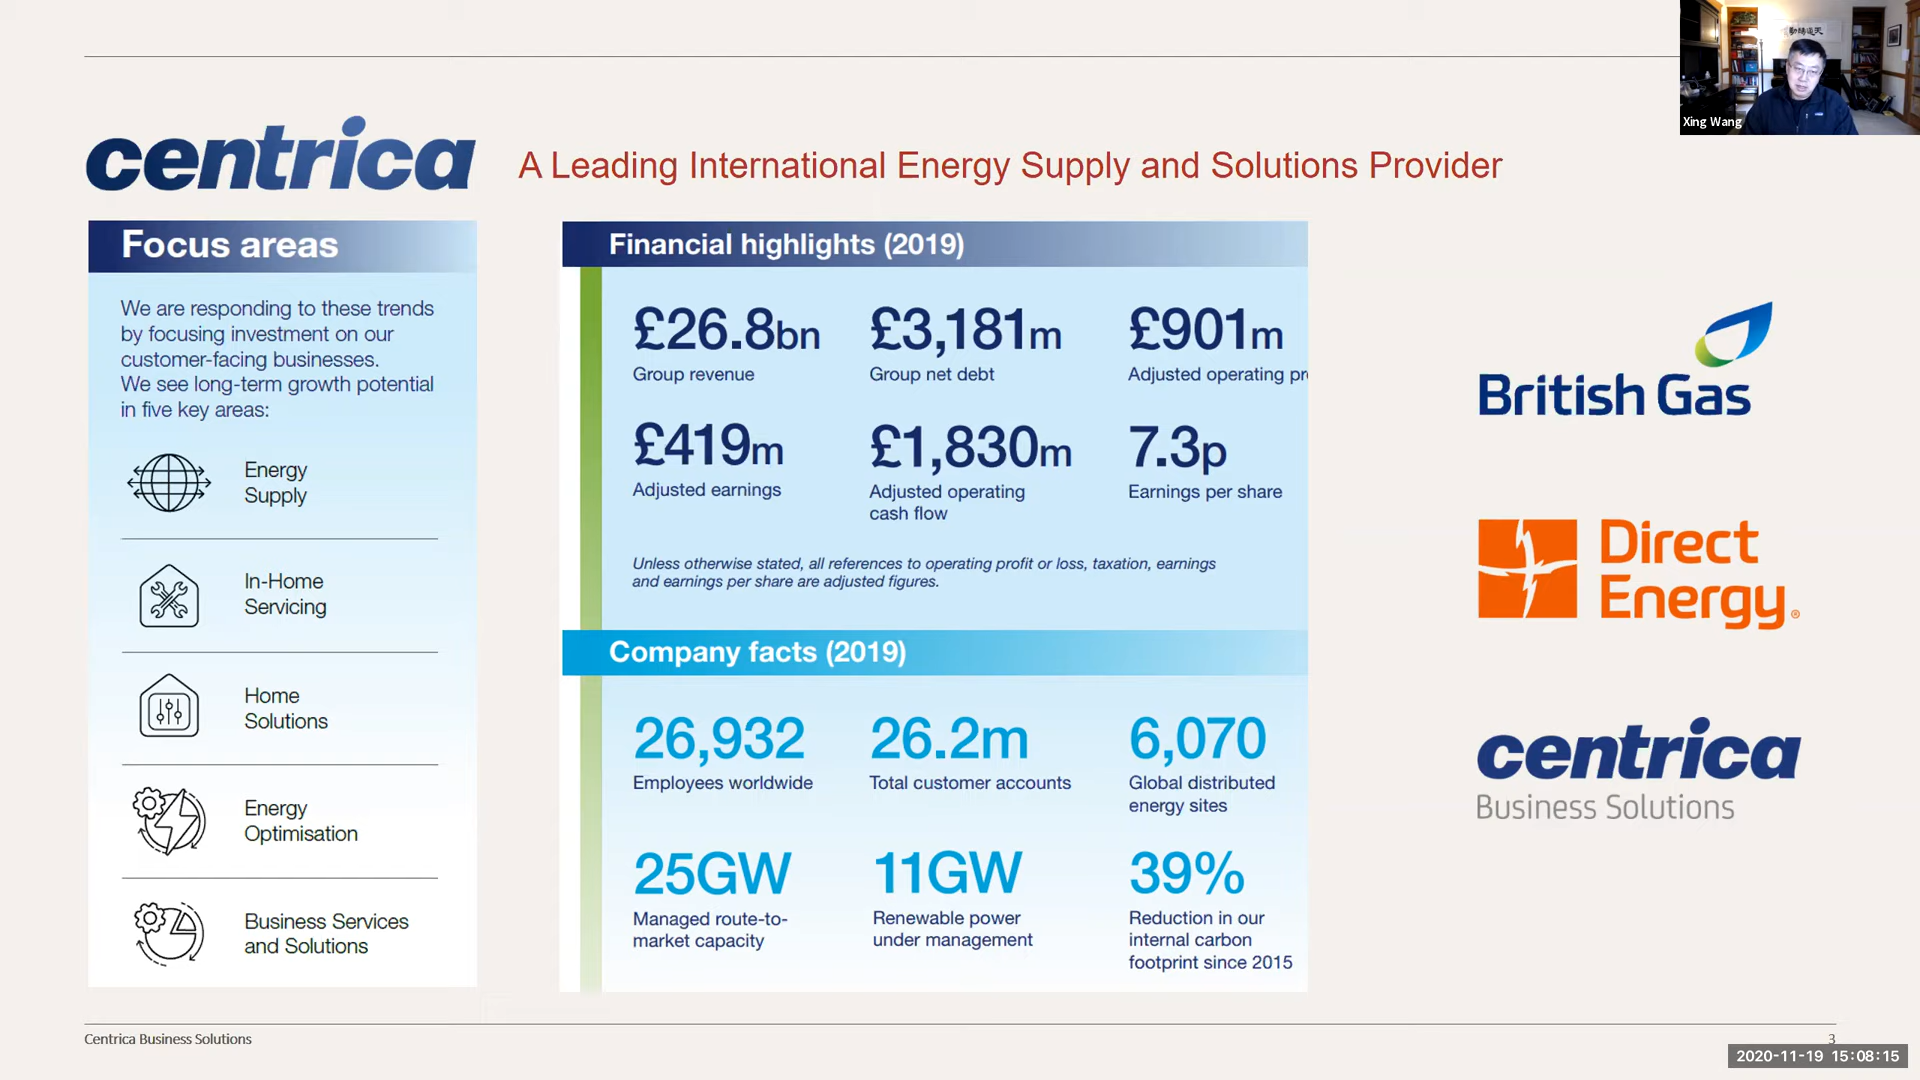 Xing Wang
centrica
A Leading International Energy Supply and Solutions Provider
Focus areas
We are responding to these trends
by focusing investment on our
customer-facing businesses.
We see long-term growth potential
in five key areas:
Energy
Supply
In-Home
Servicing
Home
Solutions
Energy
Optimisation
Business Services
and Solutions
Financial highlights (2019)
£26.8bn
Group revenue
£3,181m
Group net debt
£901m
Adjusted operating pr
£419m
Adjusted earnings
£1,830m
Adjusted operating
cash flow
7.3p
Earnings per share
Unless otherwise stated, all references to operating profit or loss, taxation, earnings
and earnings per share are adjusted figures.
Company facts (2019)
26,932
Employees worldwide
26.2m
Total customer accounts
6,070
Global distributed
energy sites
25GW
Managed route-to-
market capacity
11GW
Renewable power
under management
39%
Reduction in our
internal carbon
footprint since 2015
British Gas
Direct
Energy®
centrica
Business Solutions
Centrica Business Solutions
3
2020-11-19 15:08:15